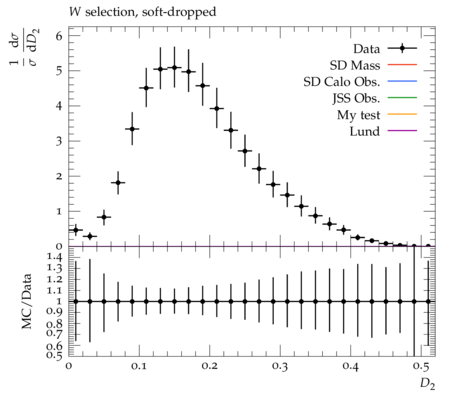 W selection, soft-dropped
1/σ dσ/dD₂
6
5
4
3
2
1
0
Data
SD Mass
SD Calo Obs.
JSS Obs.
My test
Lund
MC/Data
1.4
1.3
1.2
1.1
1
0.9
0.8
0.7
0.6
0.5
0 0.1 0.2 0.3 0.4 0.5
D₂